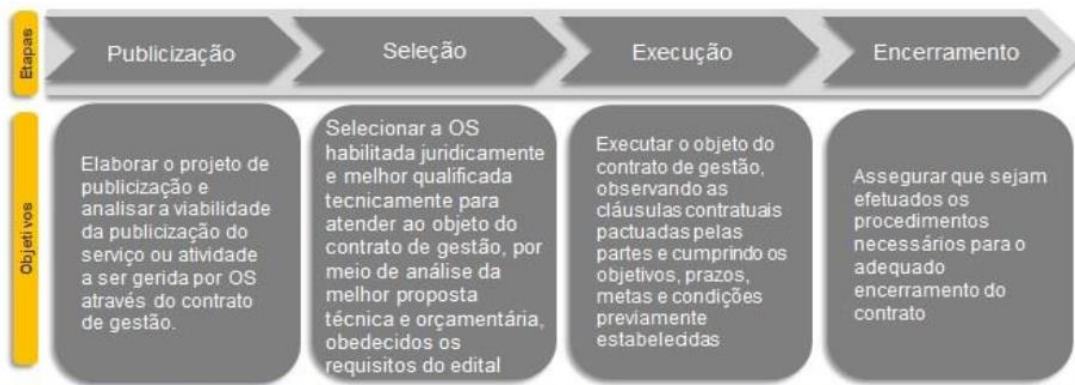 Etapas
Publicização
Seleção
Execução
Encerramento
Objetivos
Elaborar o projeto de
publicização e
analisar a viabilidade
da publicização do
serviço ou atividade
a ser gerida por OS
através do contrato
de gestão.
Selecionar a OS
habilitada juridicamente
e melhor qualificada
tecnicamente para
atender ao objeto do
contrato de gestão, por
meio de análise da
melhor proposta
técnica e orçamentária,
obedecidos os
requisitos do edital
Executar o objeto do
contrato de gestão,
observando as
cláusulas contratuais
pactuadas pelas
partes e cumprindo os
objetivos, prazos,
metas e condições
previamente
estabelecidas
Assegurar que sejam
efetuados os
procedimentos
necessários para o
adequado
encerramento do
contrato